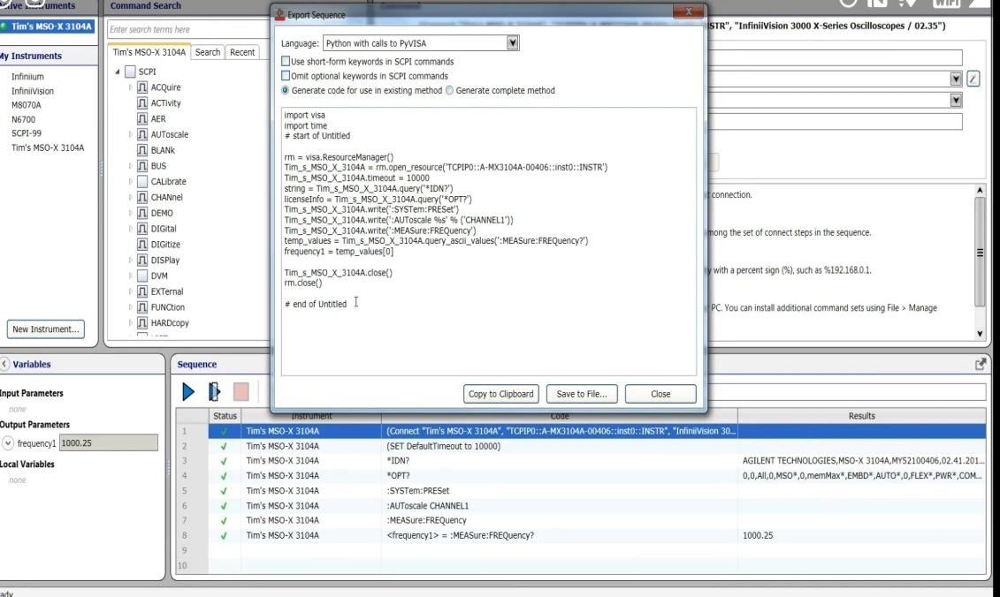 Command Search
Export Sequence
Tim's MSO-X 3104A
Enter search terms here
STR", "InfiniiVision 3000 X-Series Oscilloscopes / 02.35")
My Instruments
Tim's MSO-X 3104A Search Recent
Infiniium
InfiniiVision
M8070A
N6700
SCPI-99
Tim's MSO-X 3104A
New Instrument...
SCPI
ACQuire
ACTivity
AER
AUToscale
BLANk
BUS
CALibrate
CHANnel
DEMO
DIGital
DIGitize
DISPlay
DVM
EXTernal
FUNCtion
HARDcopy
Language: Python with calls to PyVISA
Use short-form keywords in SCPI commands
Omit optional keywords in SCPI commands
Generate code for use in existing method Generate complete method
import visa
import time
# start of Untitled
rm = visa.ResourceManager()
Tim_s_MSO_X_3104A = rm.open_resource('TCPIP0::A-MX3104A-00406::inst0::INSTR')
Tim_s_MSO_X_3104A.timeout = 10000
string = Tim_s_MSO_X_3104A.query('*IDN?')
licenseInfo = Tim_s_MSO_X_3104A.query('*OPT?')
Tim_s_MSO_X_3104A.write(':SYSTem:PRESet')
Tim_s_MSO_X_3104A.write(':AUToscale %s' % ('CHANNEL1'))
Tim_s_MSO_X_3104A.write(':MEASure:FREQuency')
temp_values = Tim_s_MSO_X_3104A.query_ascii_values(':MEASure:FREQuency?')
frequency1 = temp_values[0]
Tim_s_MSO_X_3104A.close()
rm.close()
# end of Untitled
Copy to Clipboard Save to File... Close
connection.
mong the set of connect steps in the sequence.
y with a percent sign (%), such as %192.168.0.1.
PC. You can install additional command sets using File > Manage
Variables
Input Parameters
none
Output Parameters
frequency1 1000.25
Local Variables
none
Sequence
Status Instrument Code Results
1 Tim's MSO-X 3104A (Connect "Tim's MSO-X 3104A", "TCPIP0::A-MX3104A-00406::inst0::INSTR", "InfiniiVision 30...
2 Tim's MSO-X 3104A (SET DefaultTimeout to 10000)
3 Tim's MSO-X 3104A *IDN? AGILENT TECHNOLOGIES,MSO-X 3104A,MY52100406,02.41.201...
4 Tim's MSO-X 3104A *OPT? 0,0,All,0,MSO*,0,memMax*,EMBD*,AUTO*,0,FLEX*,PWR*,COM...
5 Tim's MSO-X 3104A :SYSTem:PRESet
6 Tim's MSO-X 3104A :AUToscale CHANNEL1
7 Tim's MSO-X 3104A :MEASure:FREQuency
8 Tim's MSO-X 3104A <frequency1> = :MEASure:FREQuency? 1000.25
9
10